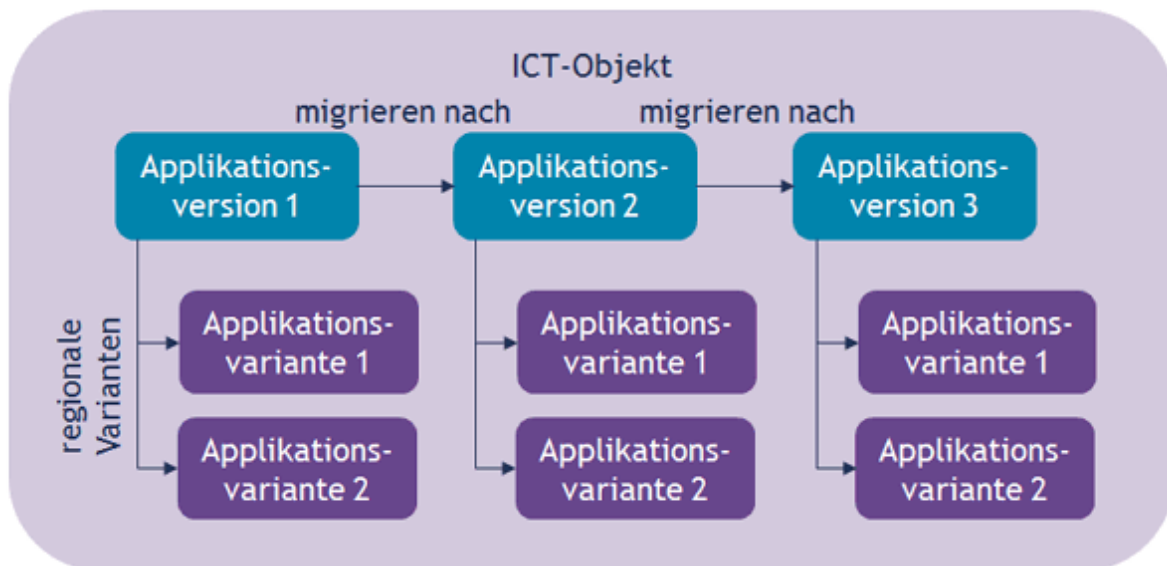 ICT-Objekt
migrieren nach
migrieren nach
Applikations-
version 1
Applikations-
version 2
Applikations-
version 3
regionale
Varianten
Applikations-
variante 1
Applikations-
variante 1
Applikations-
variante 1
Applikations-
variante 2
Applikations-
variante 2
Applikations-
variante 2